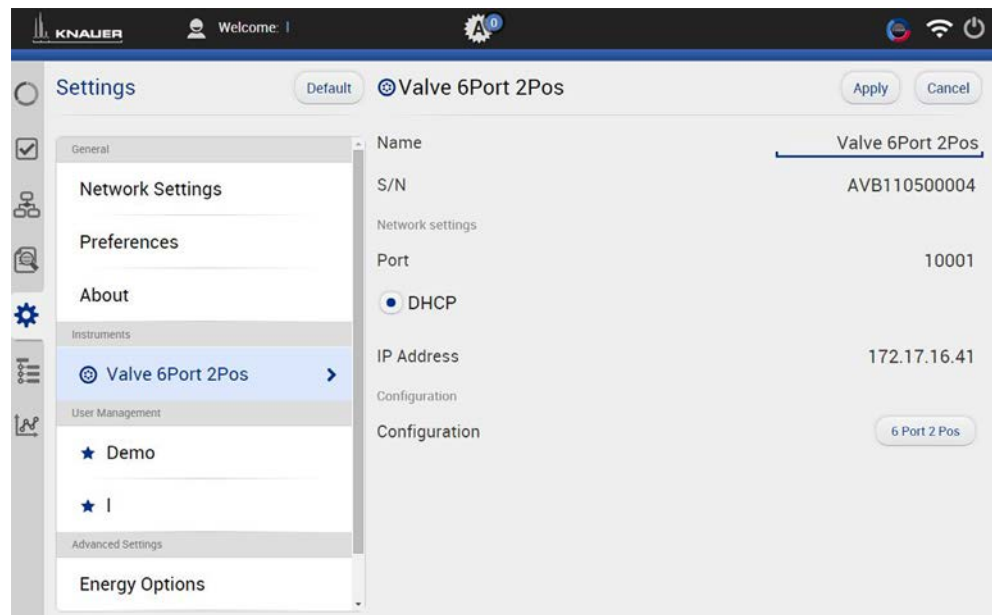 KNAUER Welcome: I A 0
Settings Default Valve 6Port 2Pos Apply Cancel
General
Network Settings
Preferences
About
Instruments
Valve 6Port 2Pos
User Management
Demo
I
Advanced Settings
Energy Options
Name Valve 6Port 2Pos
S/N AVB110500004
Network settings
Port 10001
DHCP
IP Address 172.17.16.41
Configuration
Configuration 6 Port 2 Pos